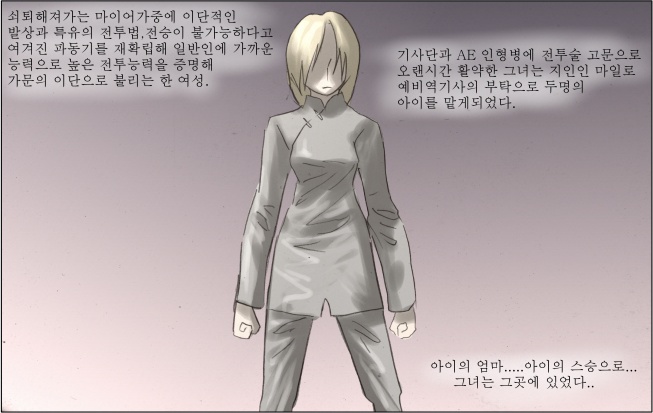 쇠퇴해져가는 마이어가중에 이단적인
발상과 특유의 전투법,전승이 불가능하다고
여겨진 파동기를 재확립해 일반인에 가까운
능력으로 높은 전투능력을 증명해
가문의 이단으로 불리는 한 여성.
기사단과 AE 인형병에 전투술 고문으로
오랜시간 활약한 그녀는 지인인 마일로
예비역기사의 부탁으로 두명의
아이를 맡게되었다.
아이의 엄마.....아이의 스승으로...
그녀는 그곳에 있었다..